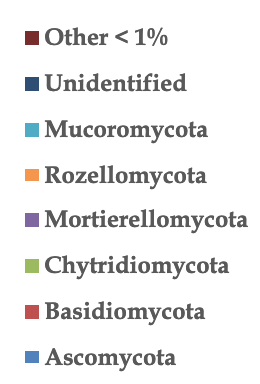 Other < 1%
Unidentified
Mucoromycota
Rozellomycota
Mortierellomycota
Chytridiomycota
Basidiomycota
Ascomycota